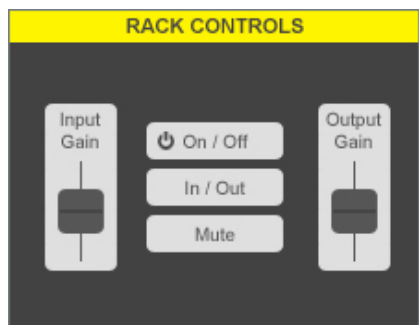 RACK CONTROLS
Input
Gain
On / Off
In / Out
Mute
Output
Gain